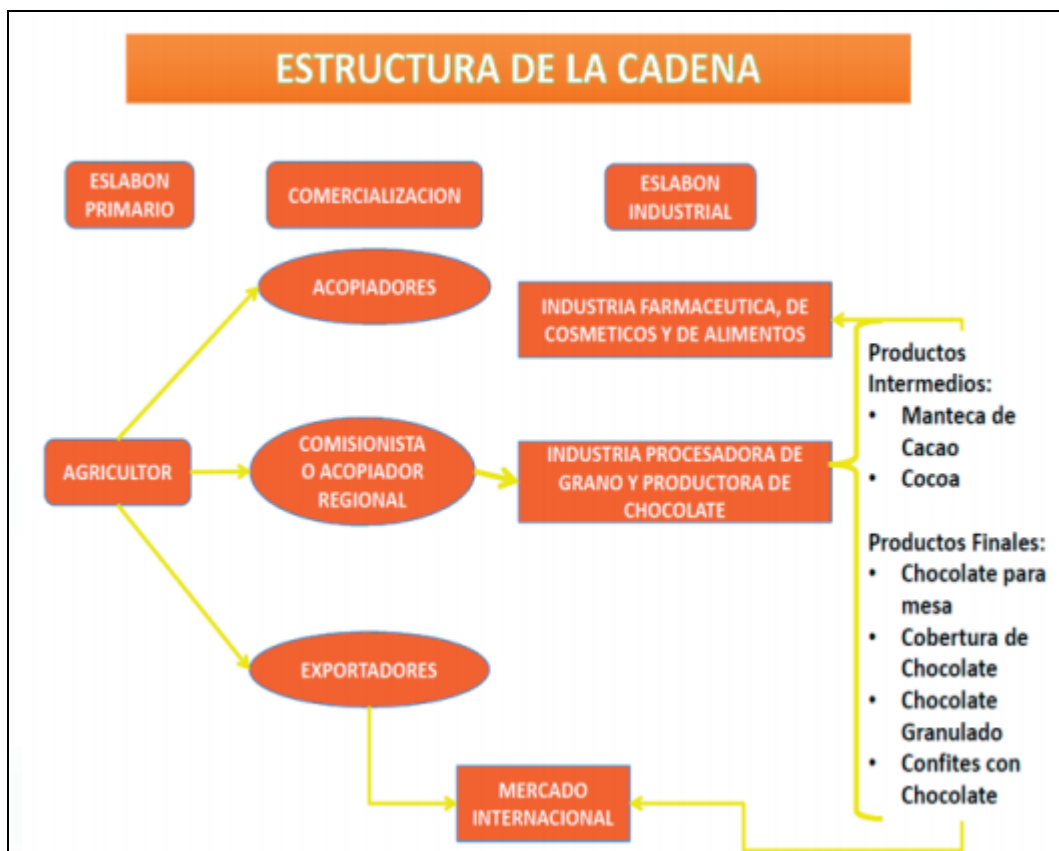 ESTRUCTURA DE LA CADENA
ESLABON
PRIMARIO
COMERCIALIZACION
ESLABON
INDUSTRIAL
ACOPIADORES
INDUSTRIA FARMACEUTICA, DE
COSMETICOS Y DE ALIMENTOS
AGRICULTOR
COMISIONISTA
O ACOPIADOR
REGIONAL
INDUSTRIA PROCESADORA DE
GRANO Y PRODUCTORA DE
CHOCOLATE
EXPORTADORES
MERCADO
INTERNACIONAL
Productos
Intermedios:
• Manteca de
Cacao
• Cocoa
Productos Finales:
• Chocolate para
mesa
• Cobertura de
Chocolate
• Chocolate
Granulado
• Confites con
Chocolate